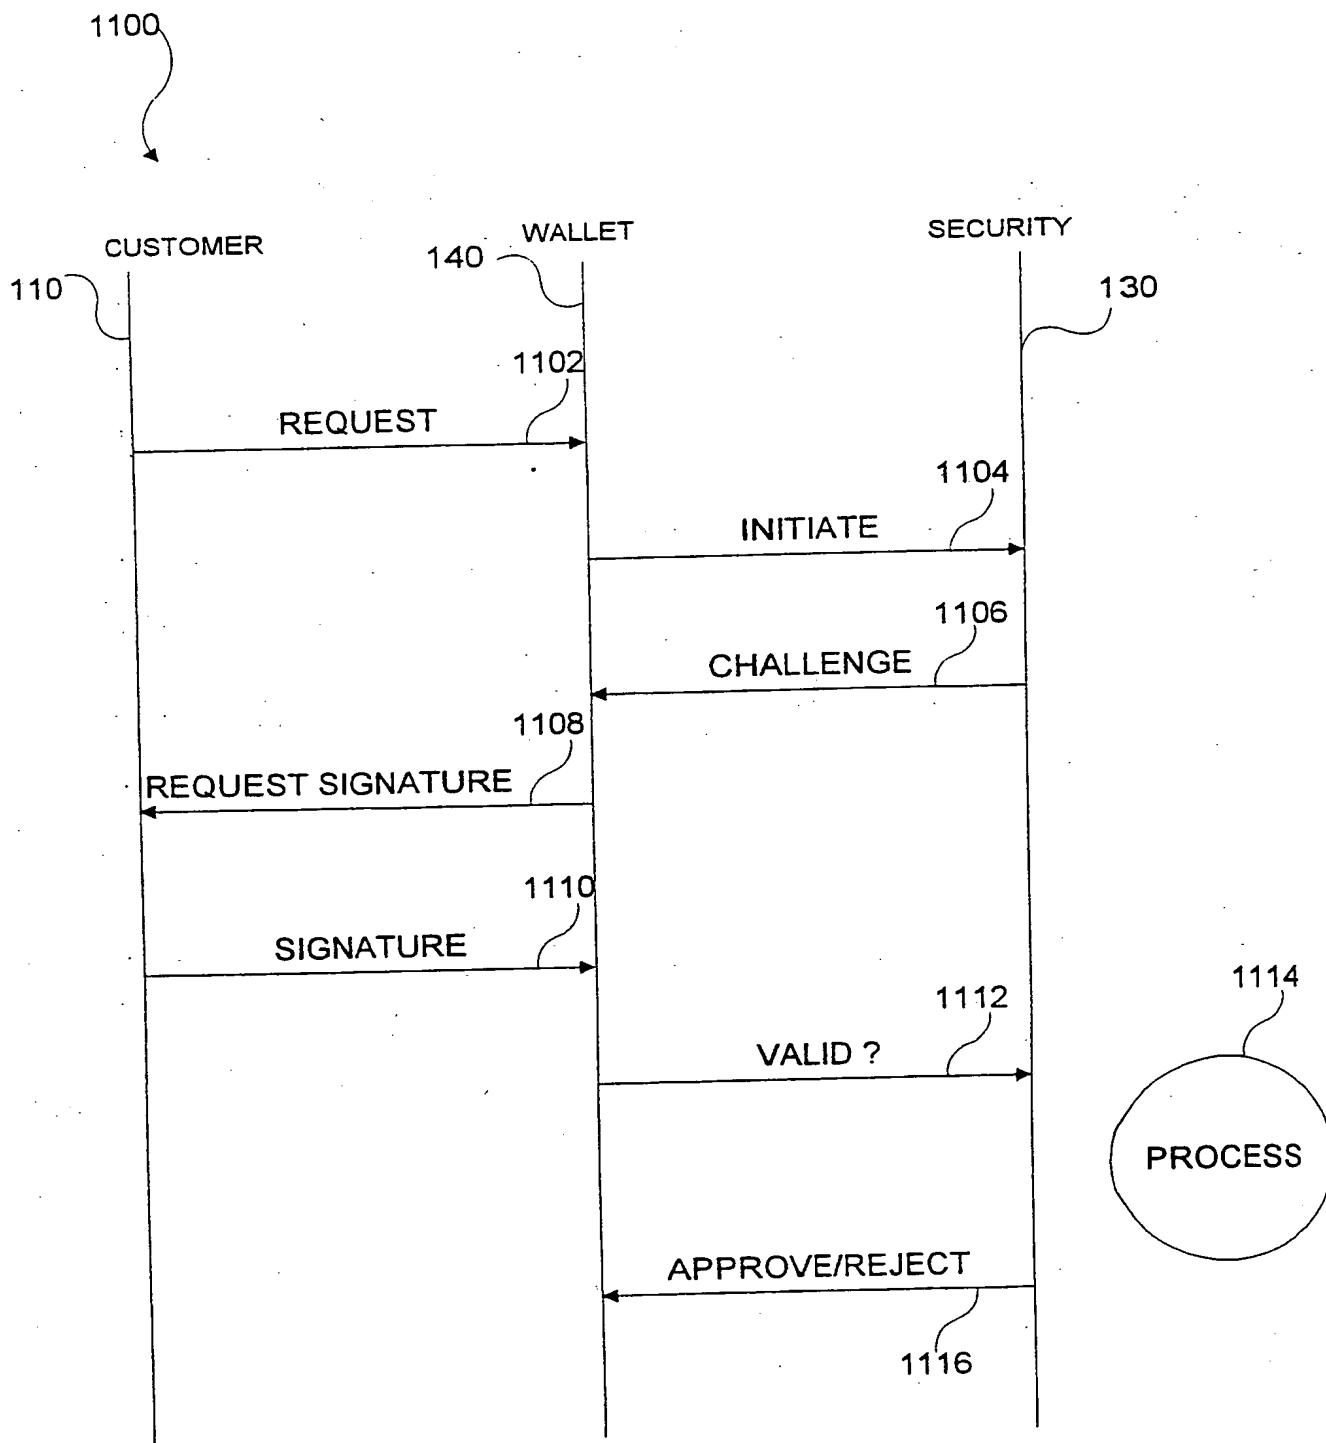 1100
CUSTOMER
WALLET
SECURITY
110
140
130
1102
REQUEST
1104
INITIATE
1106
CHALLENGE
1108
REQUEST SIGNATURE
1110
SIGNATURE
1112
VALID ?
1114
PROCESS
APPROVE/REJECT
1116